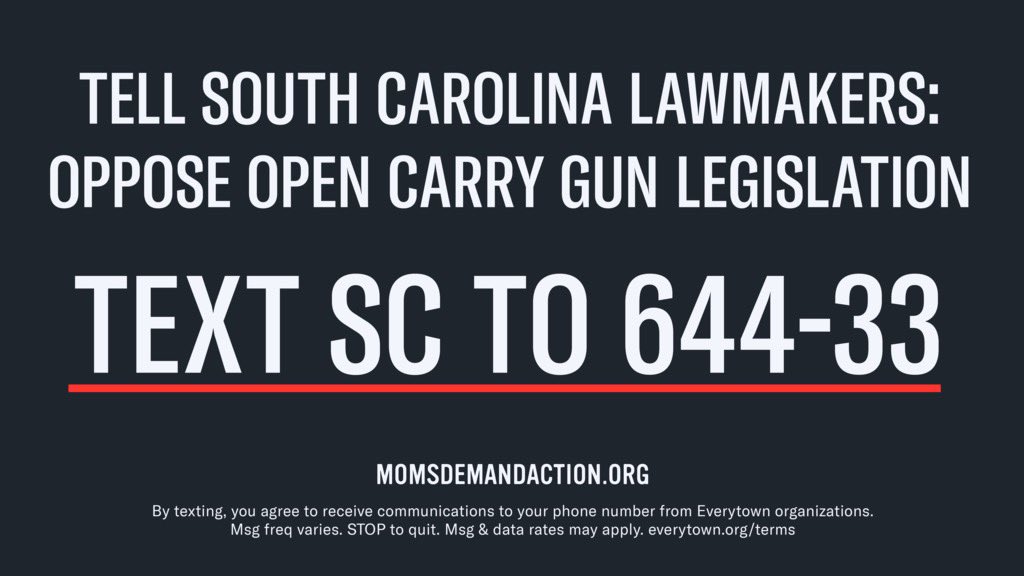 TELL SOUTH CAROLINA LAWMAKERS:
OPPOSE OPEN CARRY GUN LEGISLATION
TEXT SC TO 644-33
MOMSDEMANDACTION.ORG
By texting, you agree to receive communications to your phone number from Everytown organizations.
Msg freq varies. STOP to quit. Msg & data rates may apply. everytown.org/terms